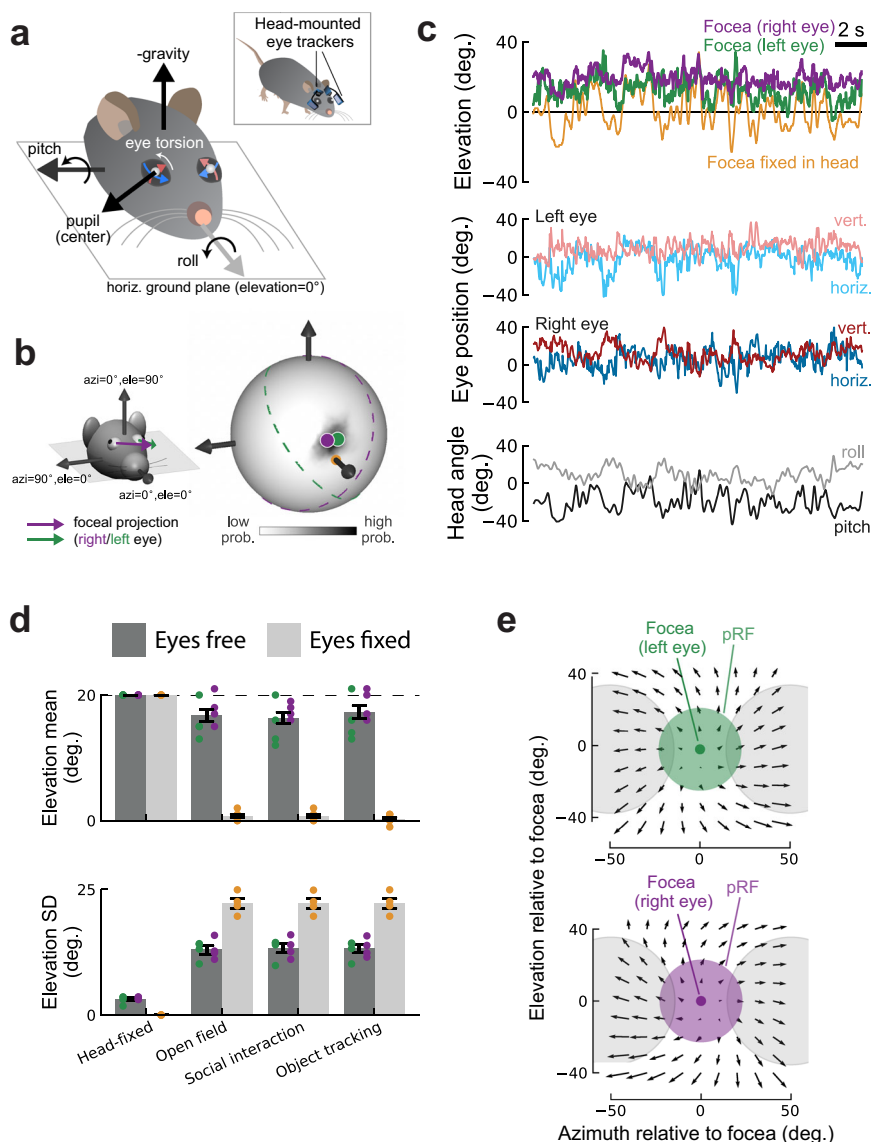 a
Head-mounted
eye trackers
-gravity
pitch
eye torsion
pupil
(center)
roll
horiz. ground plane (elevation=0°)
b
azi=0°,ele=90°
azi=90°,ele=0°
azi=0°,ele=0°
foceal projection
(right/left eye)
low
prob.
high
prob.
c
Focea (right eye)
Focea (left eye)
2 s
Elevation (deg.)
40
0
−40
Focea fixed in head
Eye position (deg.)
Left eye
vert.
40
0
−40
horiz.
Right eye
vert.
40
0
−40
horiz.
Head angle
(deg.)
40
0
−40
roll
pitch
d
Eyes free
Eyes fixed
Elevation mean
(deg.)
20
0
Elevation SD
(deg.)
25
0
Head-fixed
Open field
Social interaction
Object tracking
e
Focea
(left eye)
pRF
40
0
−40
−50
0
50
Elevation relative to focea (deg.)
Focea
(right eye)
pRF
40
0
−40
−50
0
50
Azimuth relative to focea (deg.)